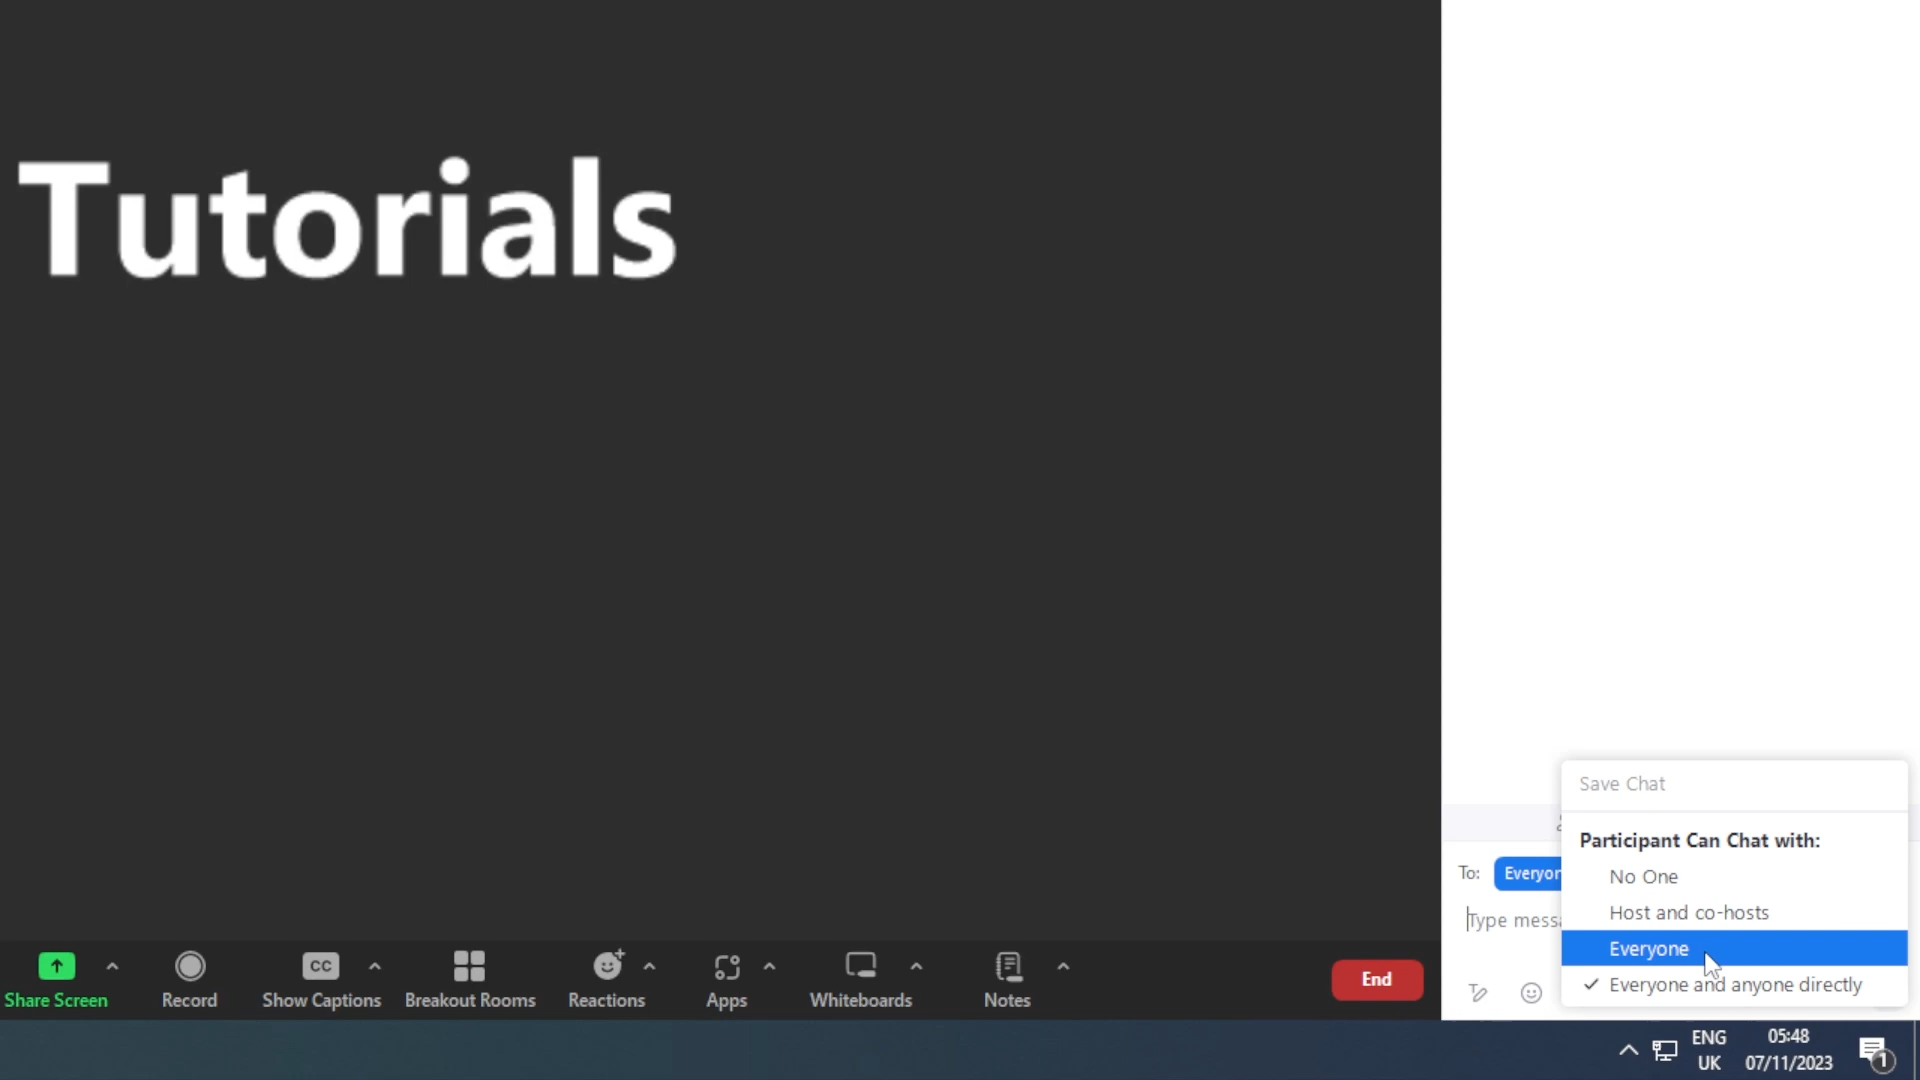 Tutorials
Save Chat
Participant Can Chat with:
No One
Host and co-hosts
Everyone
Everyone and anyone directly
To:
Type
CC
Share Screen
Record
Show Captions
Breakout Rooms
Reactions
Apps
Whiteboards
Notes
End
ENG
UK
05:48
07/11/2023
1